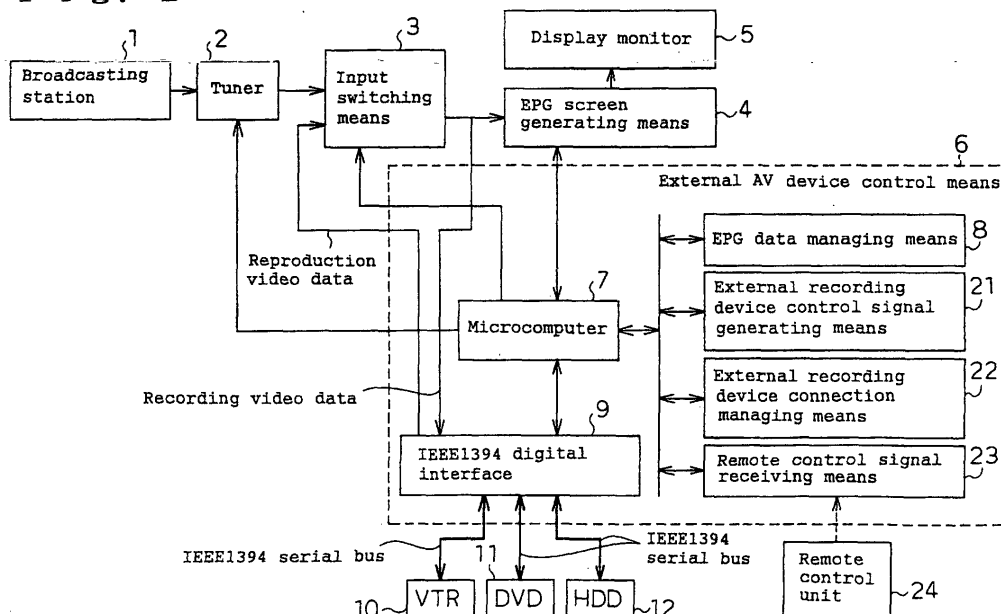 1
2
3
5
Display monitor
Broadcasting
station
Tuner
Input
switching
means
EPG screen
generating means
4
6
External AV device control means
8
EPG data managing means
Reproduction
video data
7
Microcomputer
21
External recording
device control signal
generating means
22
External recording
device connection
managing means
Recording video data
9
IEEE1394 digital
interface
23
Remote control signal
receiving means
IEEE1394 serial bus
IEEE1394
serial bus
11
10
VTR
DVD
HDD
12
Remote
control
unit
24